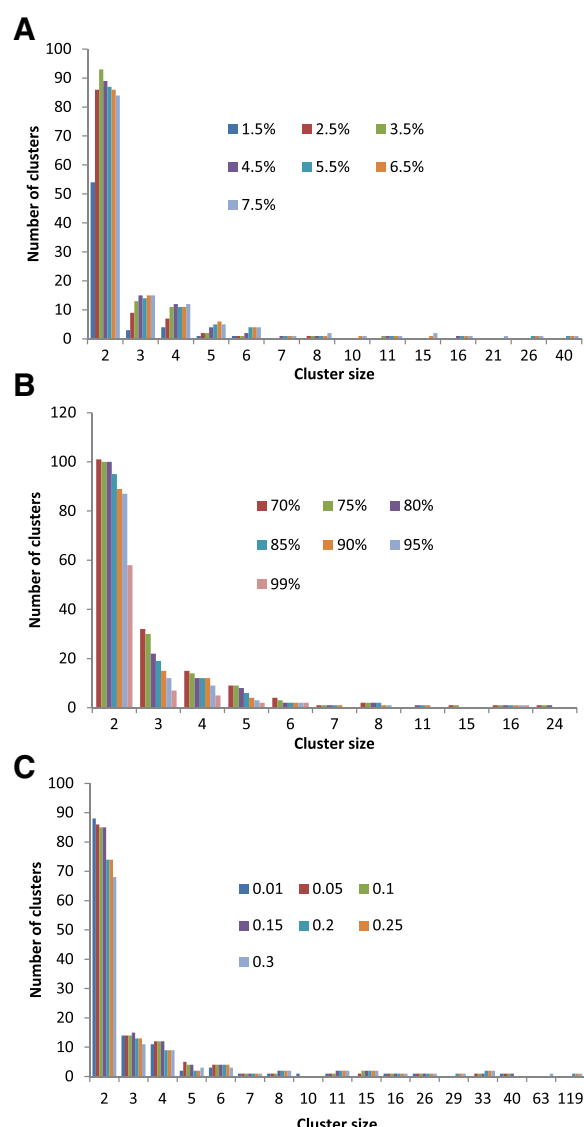 A
100
90
80
70
60
50
40
30
20
10
0
Number of clusters
1.5% 2.5% 3.5%
4.5% 5.5% 6.5%
7.5%
2 3 4 5 6 7 8 10 11 15 16 21 26 40
Cluster size
B
120
100
80
60
40
20
0
Number of clusters
70% 75% 80%
85% 90% 95%
99%
2 3 4 5 6 7 8 11 15 16 24
Cluster size
C
100
90
80
70
60
50
40
30
20
10
0
Number of clusters
0.01 0.05 0.1
0.15 0.2 0.25
0.3
2 3 4 5 6 7 8 10 11 15 16 26 29 33 40 63 119
Cluster size